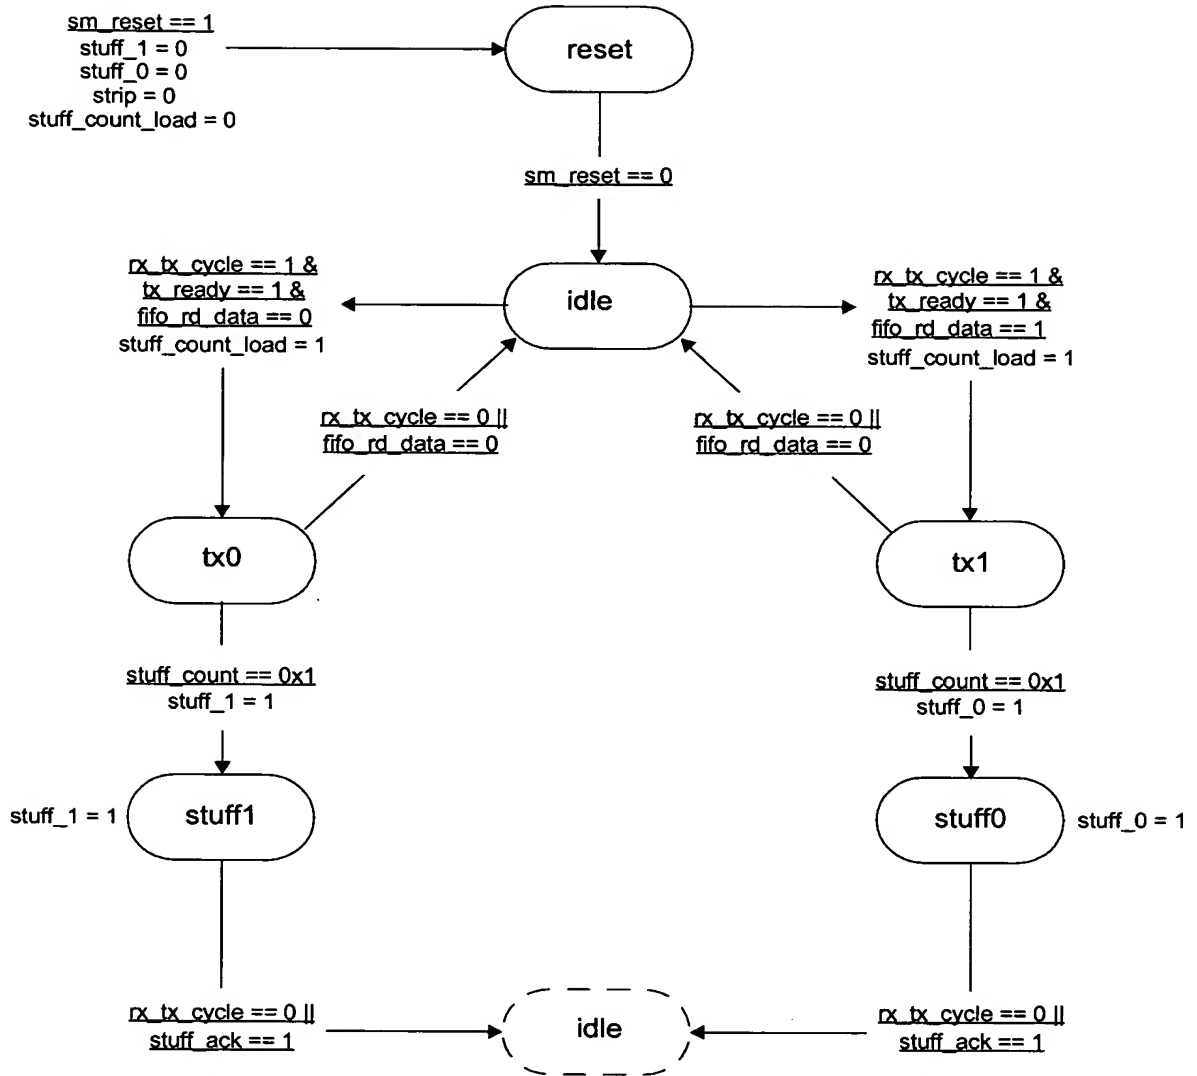 sm_reset == 1
stuff_1 = 0
stuff_0 = 0
strip = 0
stuff_count_load = 0
reset
sm_reset == 0
rx_tx_cycle == 1 &
tx_ready == 1 &
fifo_rd_data == 0
stuff_count_load = 1
idle
rx_tx_cycle == 1 &
tx_ready == 1 &
fifo_rd_data == 1
stuff_count_load = 1
rx_tx_cycle == 0 ||
fifo_rd_data == 0
rx_tx_cycle == 0 ||
fifo_rd_data == 0
tx0
tx1
stuff_count == 0x1
stuff_1 = 1
stuff_count == 0x1
stuff_0 = 1
stuff_1 = 1
stuff1
stuff0
stuff_0 = 1
rx_tx_cycle == 0 ||
stuff_ack == 1
idle
rx_tx_cycle == 0 ||
stuff_ack == 1